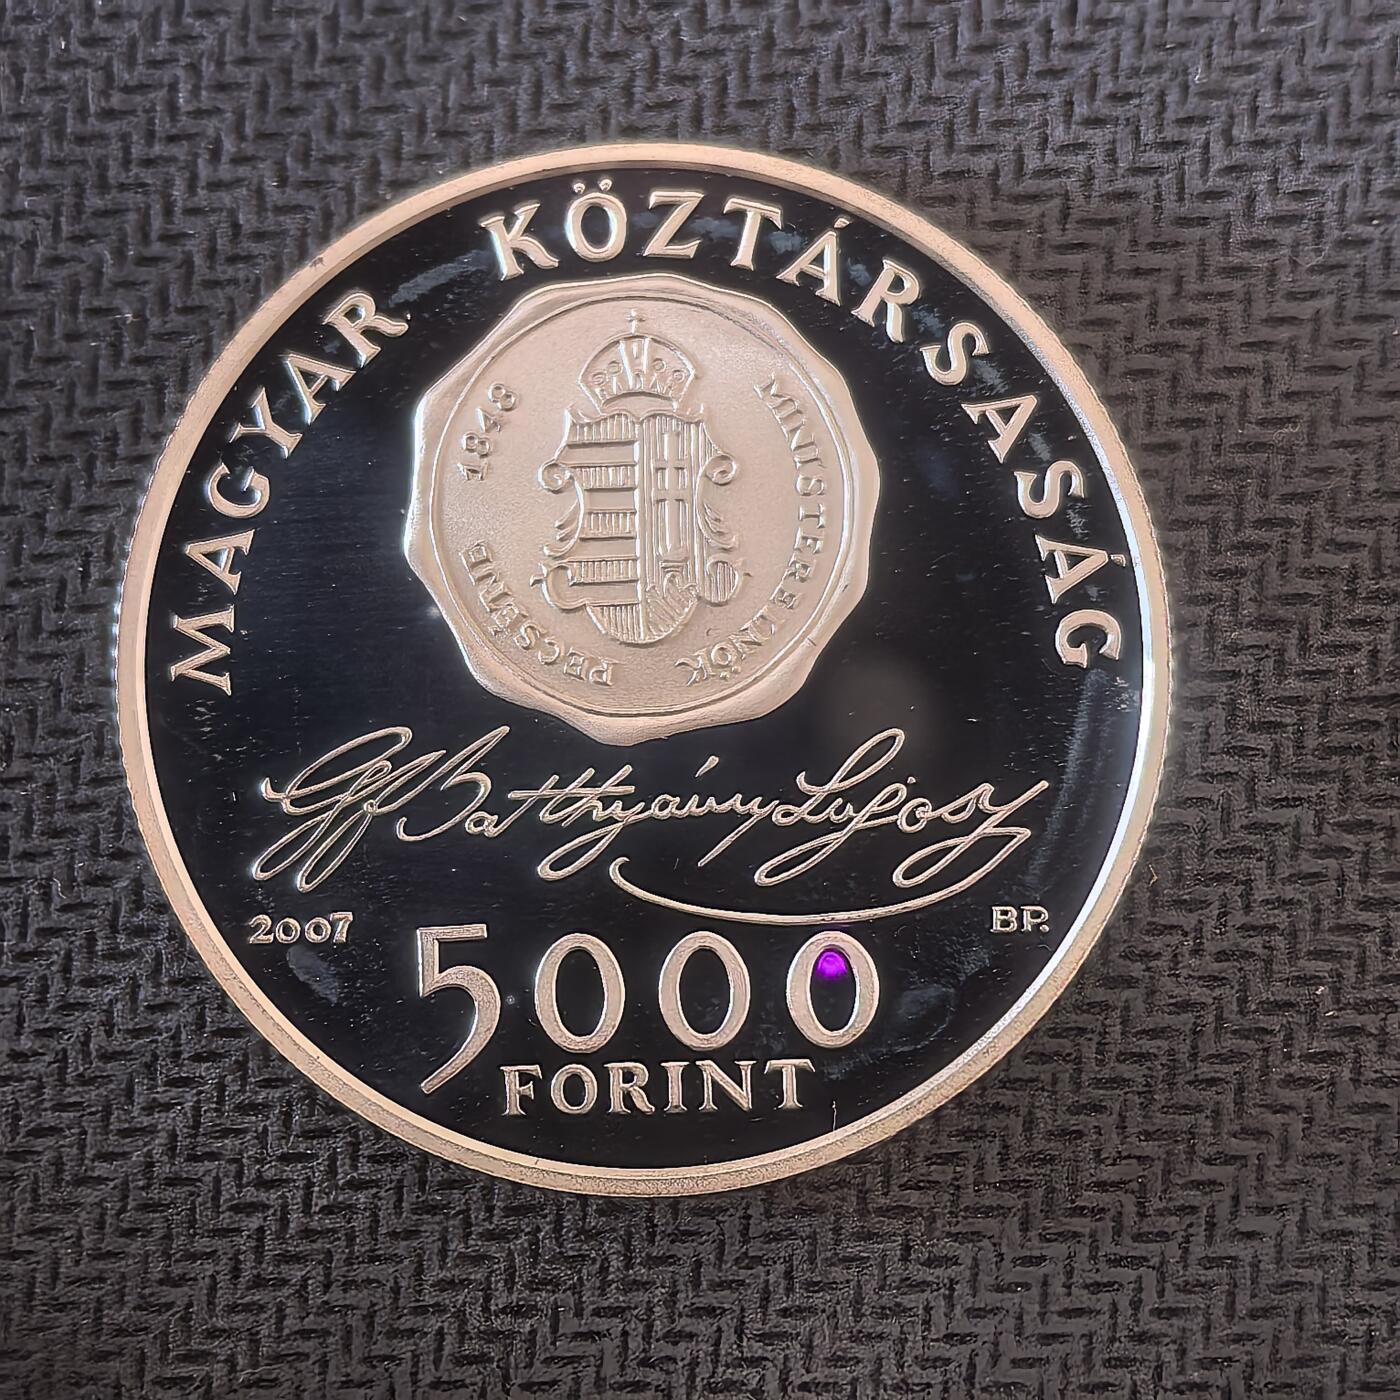 MAGYAR KÖZTÁRSASÁG
1848 MINISTERELNÖK PECSÉTJE
Gf Batthyány Lajos
2007 BP.
5000
FORINT